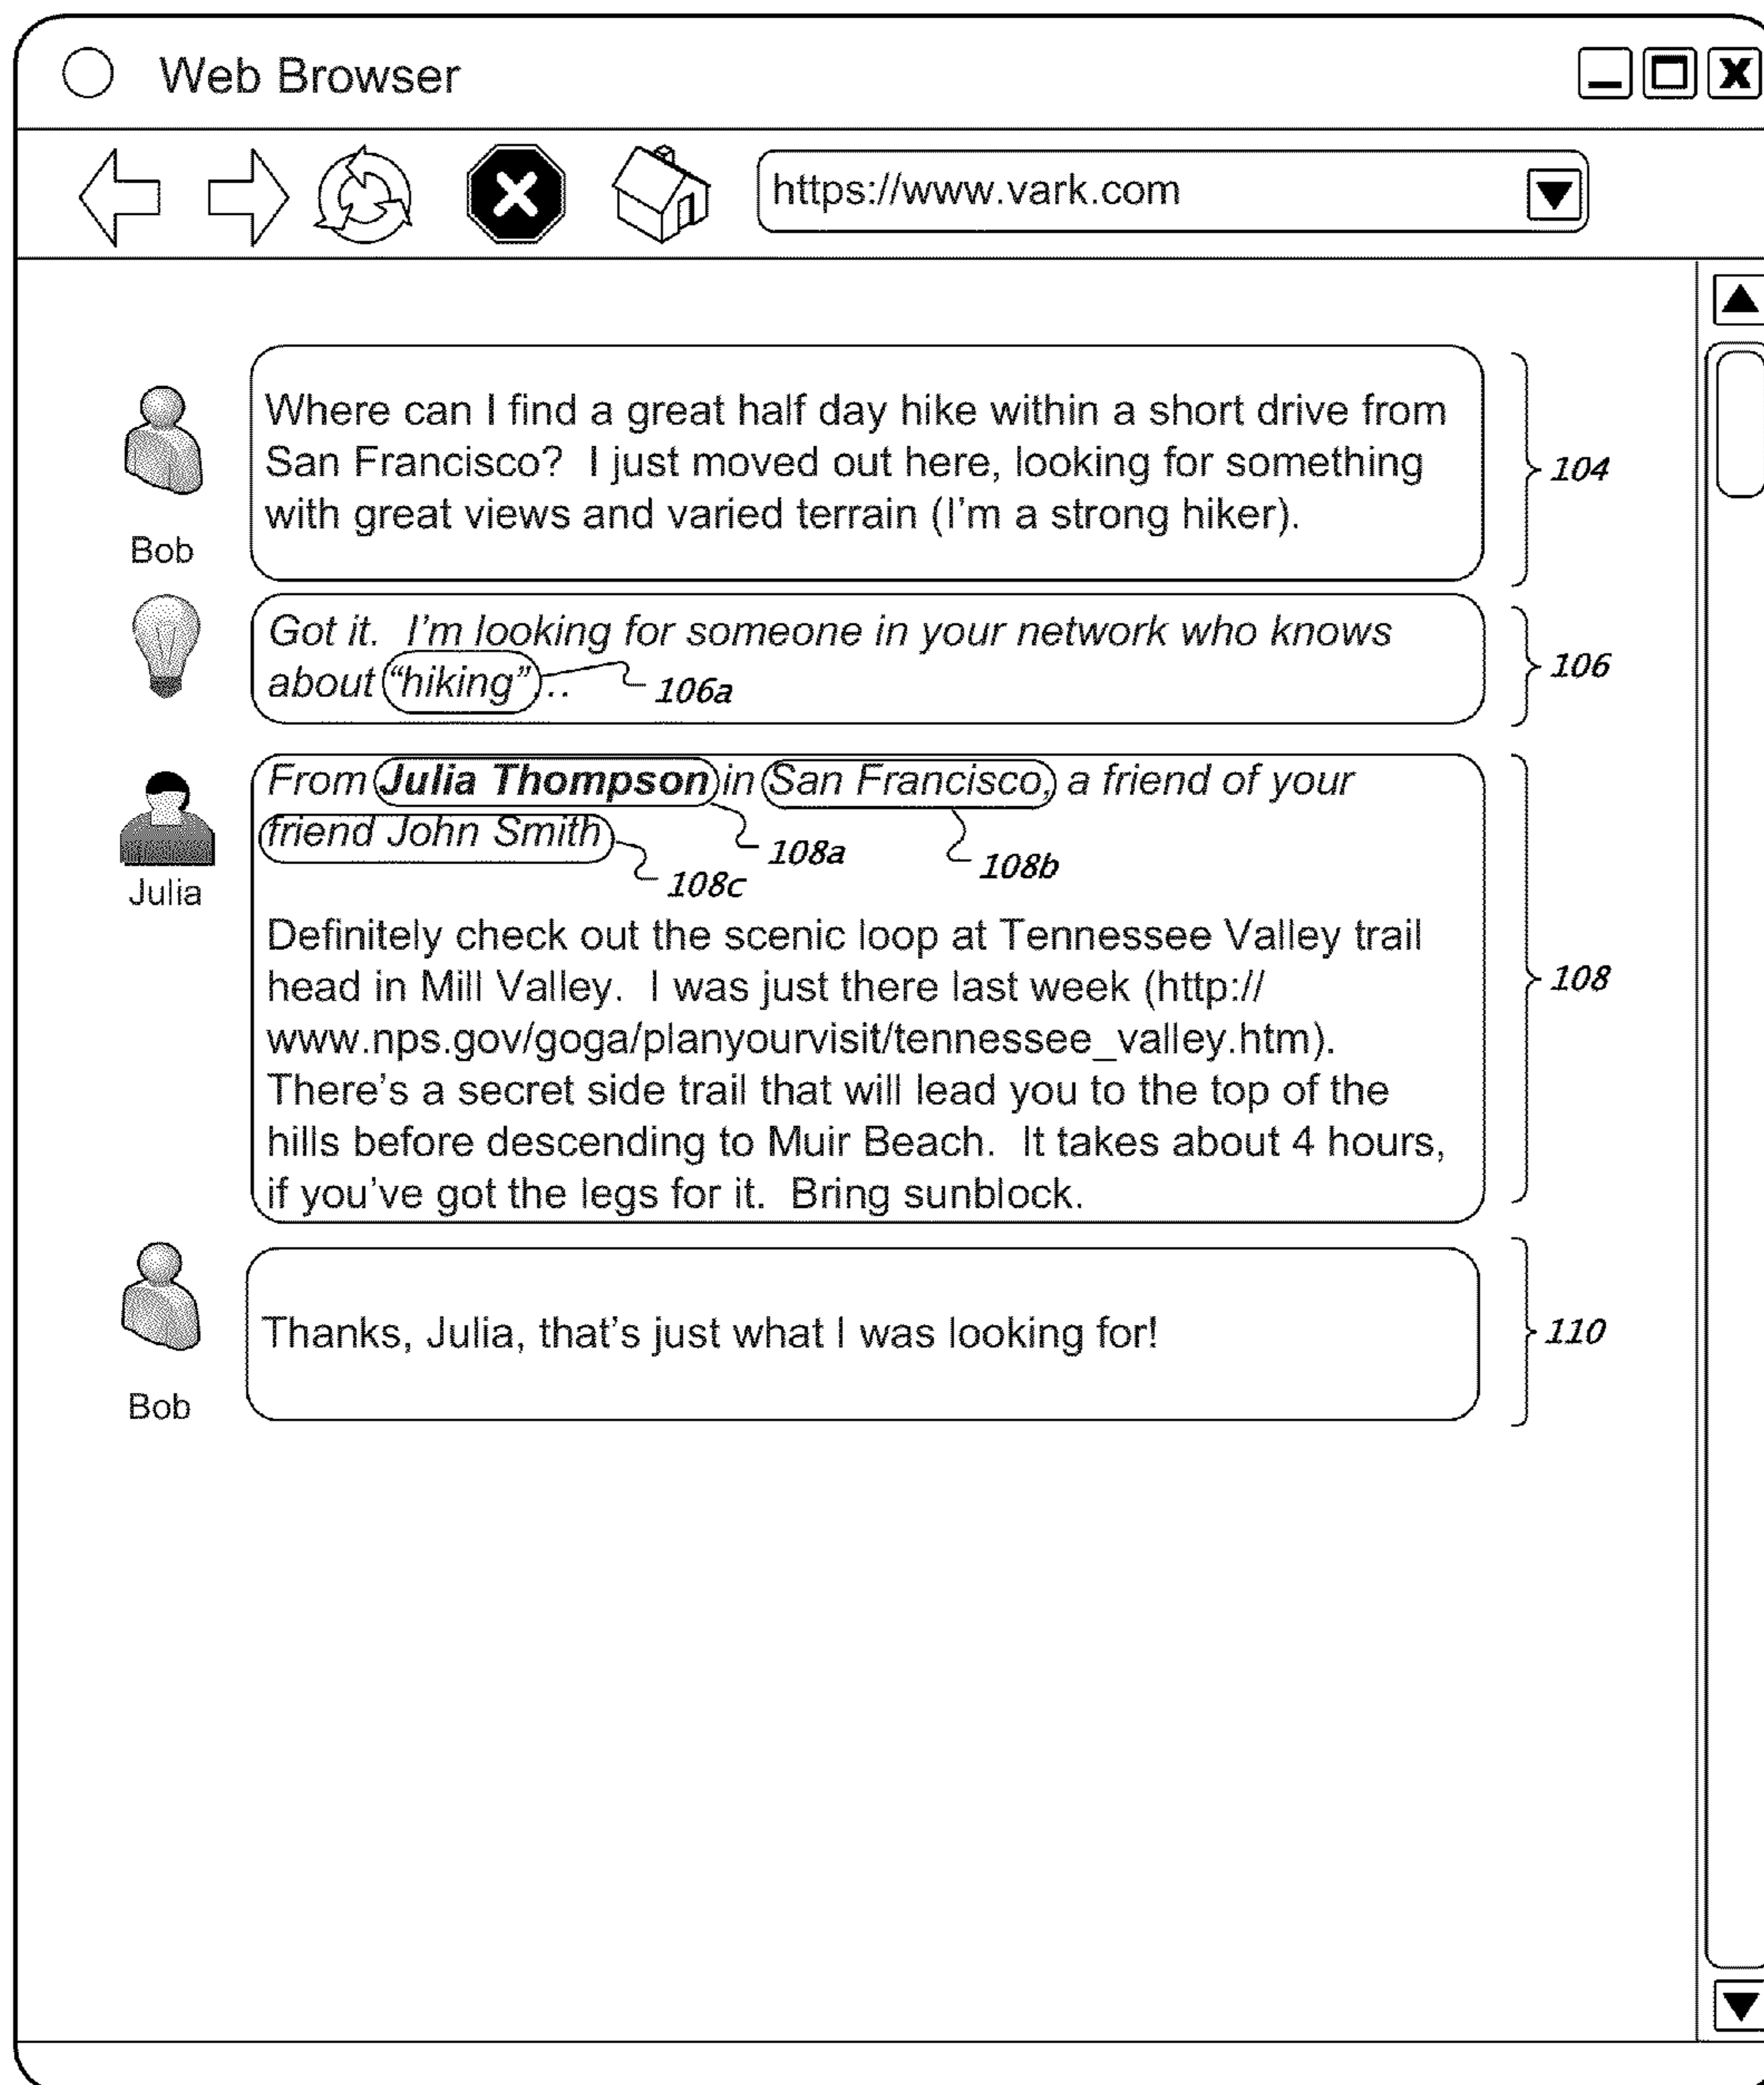 Web Browser
X
https://www.vark.com
Where can I find a great half day hike within a short drive from
San Francisco?  I just moved out here, looking for something
with great views and varied terrain (I'm a strong hiker).
104
Bob
Got it.  I'm looking for someone in your network who knows
about “hiking”...
106a
106
From Julia Thompson in San Francisco, a friend of your
friend John Smith
108a
108b
108c
Julia
Definitely check out the scenic loop at Tennessee Valley trail
head in Mill Valley.  I was just there last week (http://
www.nps.gov/goga/planyourvisit/tennessee_valley.htm).
There's a secret side trail that will lead you to the top of the
hills before descending to Muir Beach.  It takes about 4 hours,
if you've got the legs for it.  Bring sunblock.
108
Thanks, Julia, that's just what I was looking for!
110
Bob